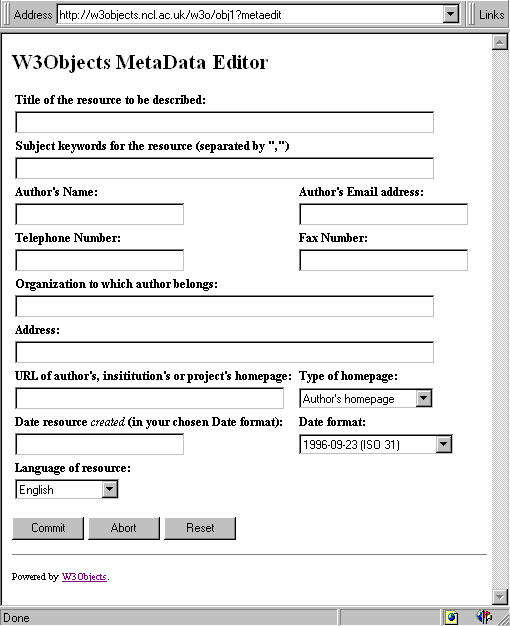 Address http://w3objects.ncl.ac.uk/w3o/obj1?metaedit Links
W3Objects MetaData Editor
Title of the resource to be described:
Subject keywords for the resource (separated by ",")
Author's Name: Author's Email address:
Telephone Number: Fax Number:
Organization to which author belongs:
Address:
URL of author's, insititution's or project's homepage: Type of homepage:
Author's homepage
Date resource created (in your chosen Date format): Date format:
1996-09-23 (ISO 31)
Language of resource:
English
Commit Abort Reset
Powered by W3Objects.
Done